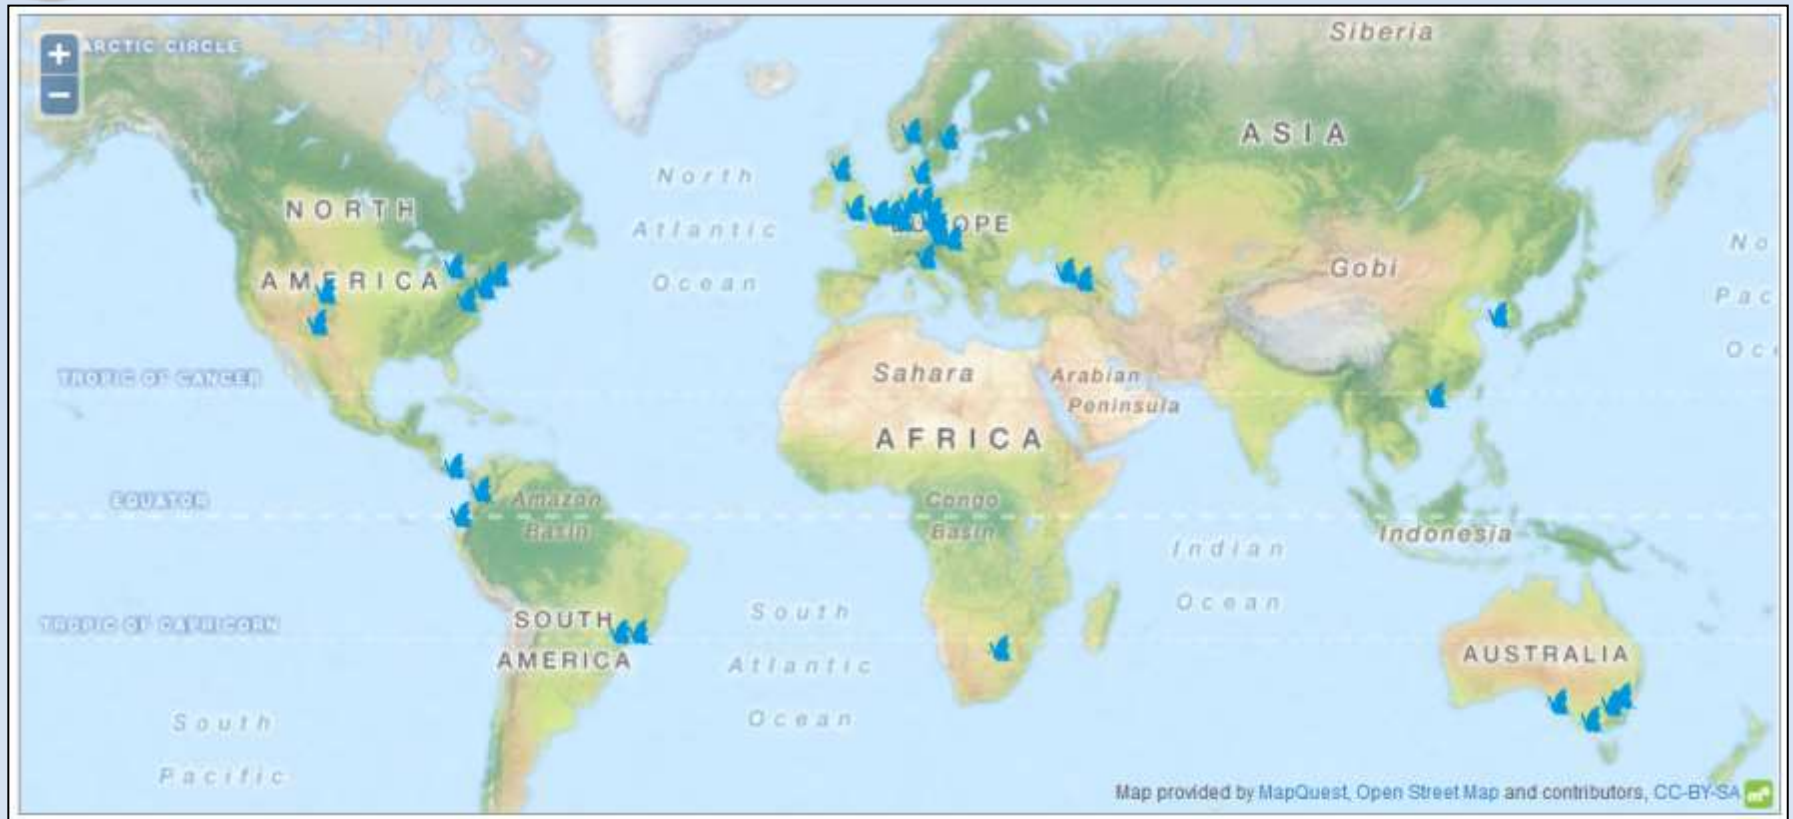 +
−
ARCTIC CIRCLE
Siberia
ASIA
North
Atlantic
Ocean
NORTH
AMERICA
EUROPE
Gobi
No
Pac
Oce
TROPIC OF CANCER
Sahara
Arabian
Peninsula
AFRICA
EQUATOR
Amazon
Basin
Congo
Basin
Indonesia
Indian
Ocean
TROPIC OF CAPRICORN
SOUTH
AMERICA
South
Atlantic
Ocean
AUSTRALIA
South
Pacific
Map provided by MapQuest, Open Street Map and contributors, CC-BY-SA